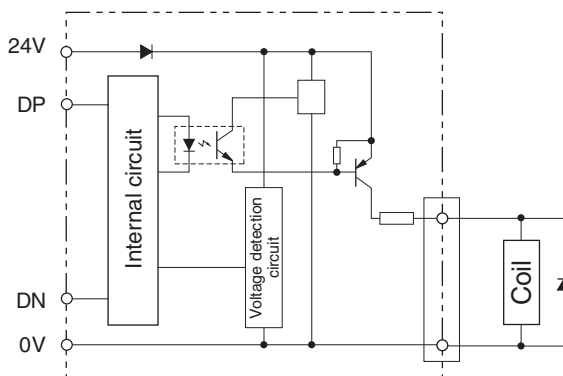 24V
DP
Internal circuit
Voltage detection
circuit
Coil
DN
0V